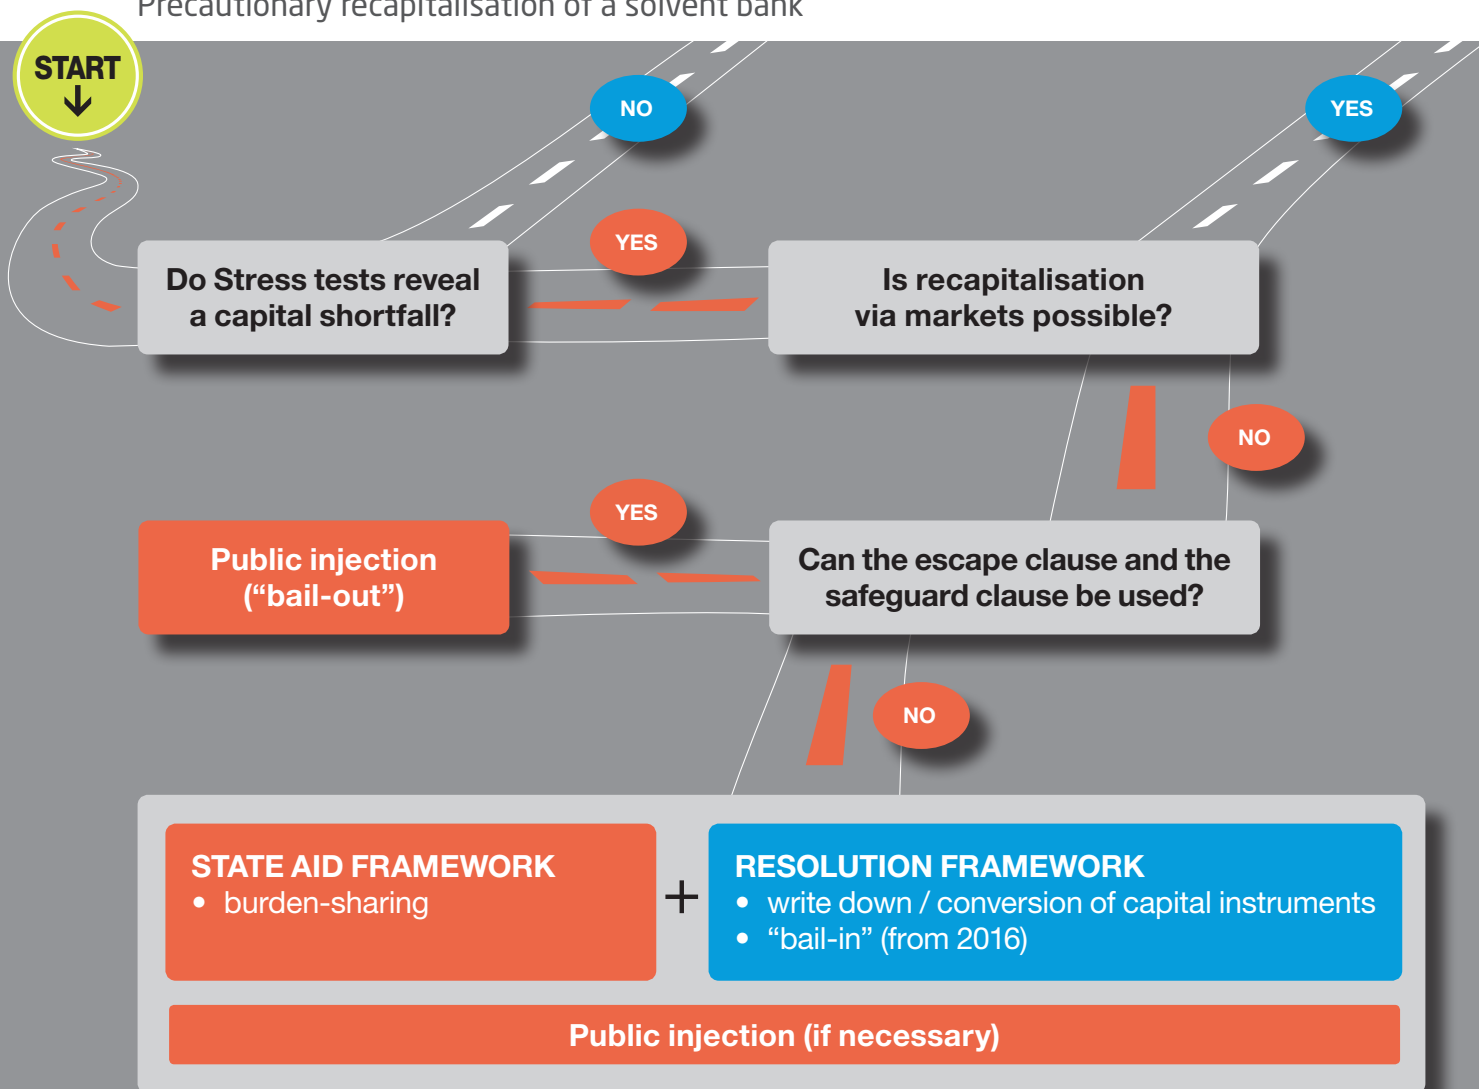 Precautionary recapitalisation of a solvent bank
START
NO
YES
YES
Do Stress tests reveal
a capital shortfall?
Is recapitalisation
via markets possible?
NO
YES
Public injection
(“bail-out”)
Can the escape clause and the
safeguard clause be used?
NO
STATE AID FRAMEWORK
• burden-sharing
+
RESOLUTION FRAMEWORK
• write down / conversion of capital instruments
• “bail-in” (from 2016)
Public injection (if necessary)